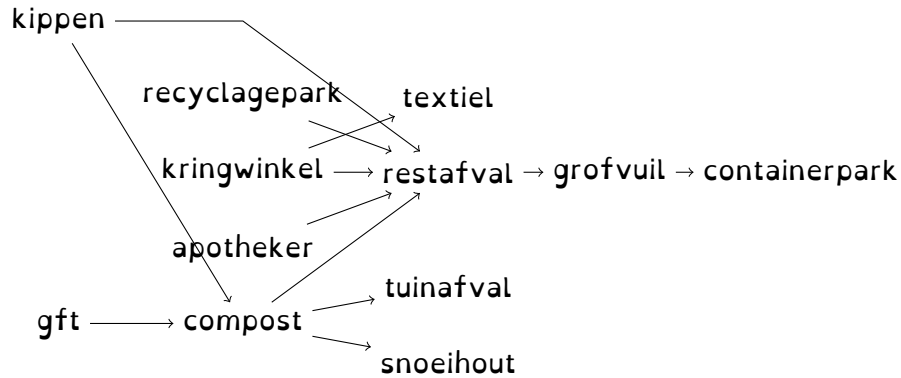 kippen
recyclagepark
textiel
kringwinkel
restafval
grofvuil
containerpark
apotheker
tuinafval
gft
compost
snoeihout